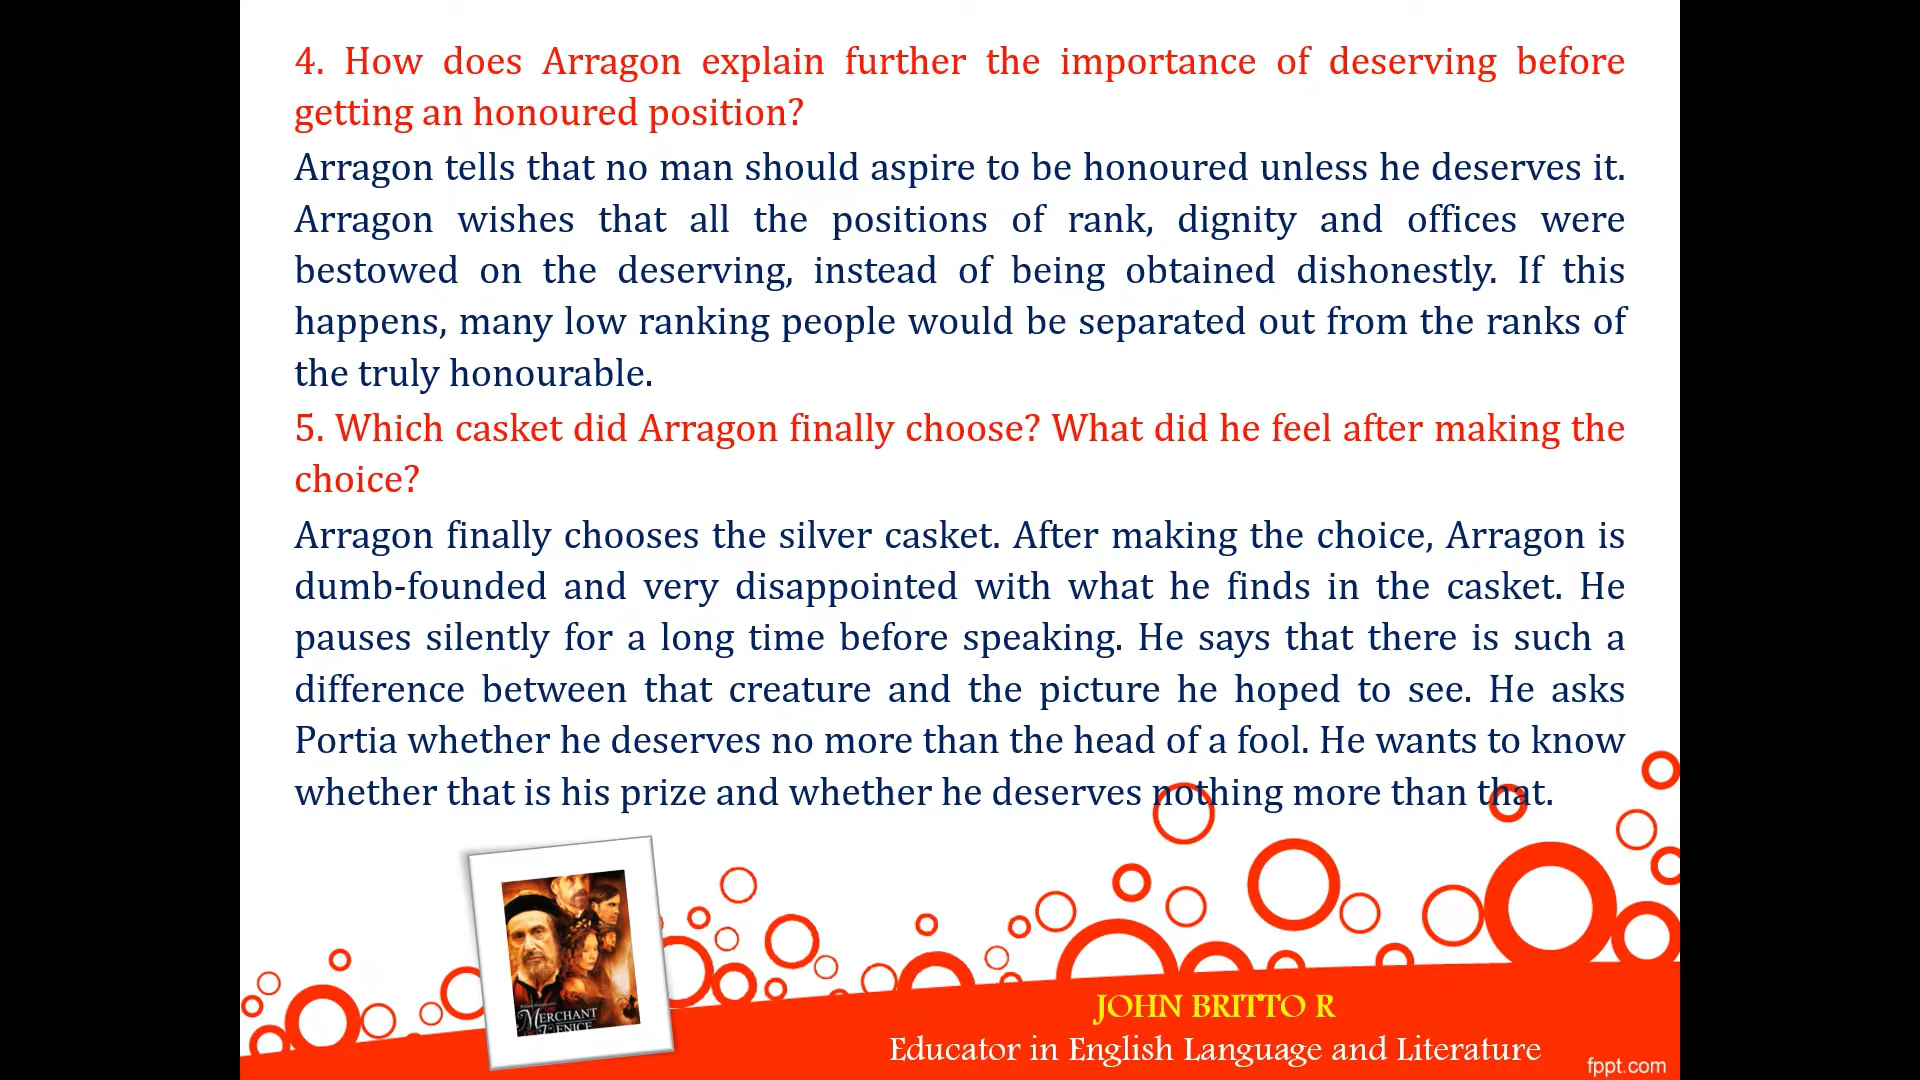 4. How does Arragon explain further the importance of deserving before
getting an honoured position?
Arragon tells that no man should aspire to be honoured unless he deserves it.
Arragon wishes that all the positions of rank, dignity and offices were
bestowed on the deserving, instead of being obtained dishonestly. If this
happens, many low ranking people would be separated out from the ranks of
the truly honourable.
5. Which casket did Arragon finally choose? What did he feel after making the
choice?
Arragon finally chooses the silver casket. After making the choice, Arragon is
dumb-founded and very disappointed with what he finds in the casket. He
pauses silently for a long time before speaking. He says that there is such a
difference between that creature and the picture he hoped to see. He asks
Portia whether he deserves no more than the head of a fool. He wants to know
whether that is his prize and whether he deserves nothing more than that.
MERCHANT
VENICE
JOHN BRITTO R
Educator in English Language and Literature
fppt.com